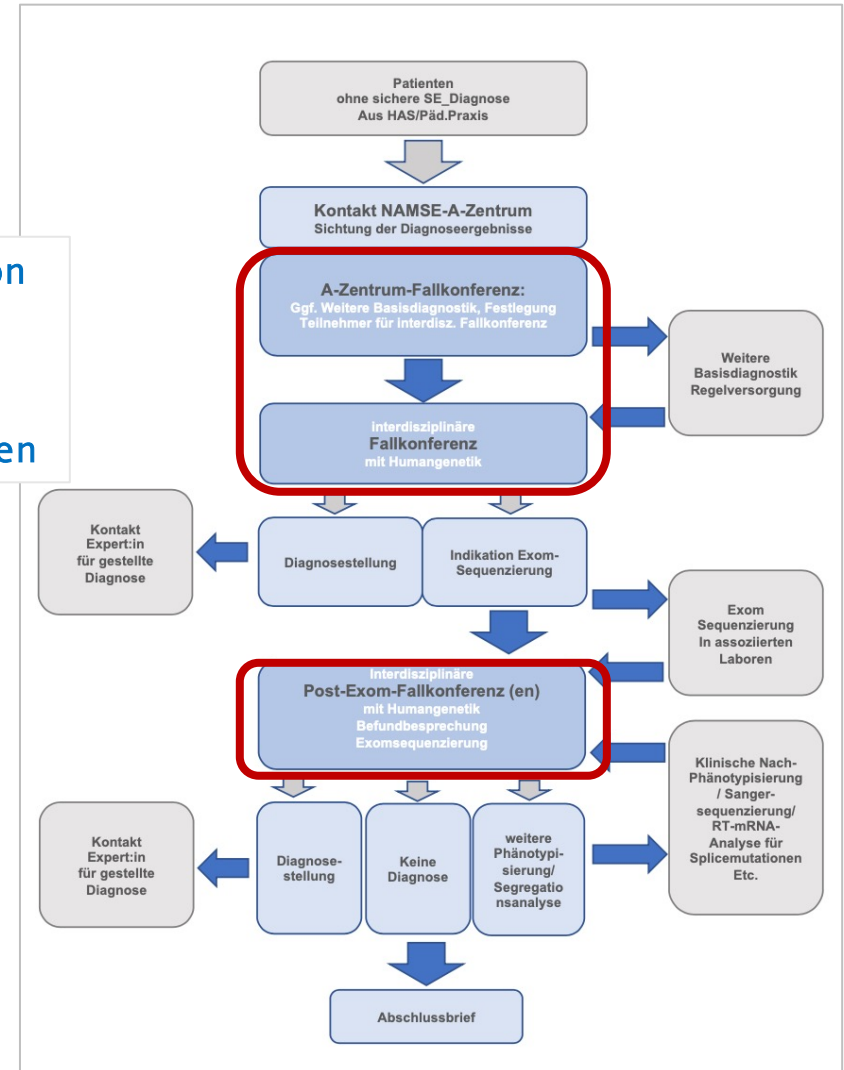 Patienten
ohne sichere SE_Diagnose
Aus HAS/Päd.Praxis
Kontakt NAMSE-A-Zentrum
Sichtung der Diagnoseergebnisse
on
en
A-Zentrum-Fallkonferenz:
Ggf. Weitere Basisdiagnostik, Festlegung
Teilnehmer für interdisz. Fallkonferenz
Weitere
Basisdiagnostik
Regelversorgung
interdisziplinäre
Fallkonferenz
mit Humangenetik
Kontakt
Expert:in
für gestellte
Diagnose
Diagnosestellung
Indikation Exom-
Sequenzierung
Exom
Sequenzierung
In assoziierten
Laboren
Interdisziplinäre
Post-Exom-Fallkonferenz (en)
mit Humangenetik
Befundbesprechung
Exomsequenzierung
Klinische Nach-
Phänotypisierung
/ Sanger-
sequenzierung/
RT-mRNA-
Analyse für
Splicemutationen
Etc.
Kontakt
Expert:in
für gestellte
Diagnose
Diagnose-
stellung
Keine
Diagnose
weitere
Phänotypi-
sierung/
Segregatio
nsanalyse
Abschlussbrief